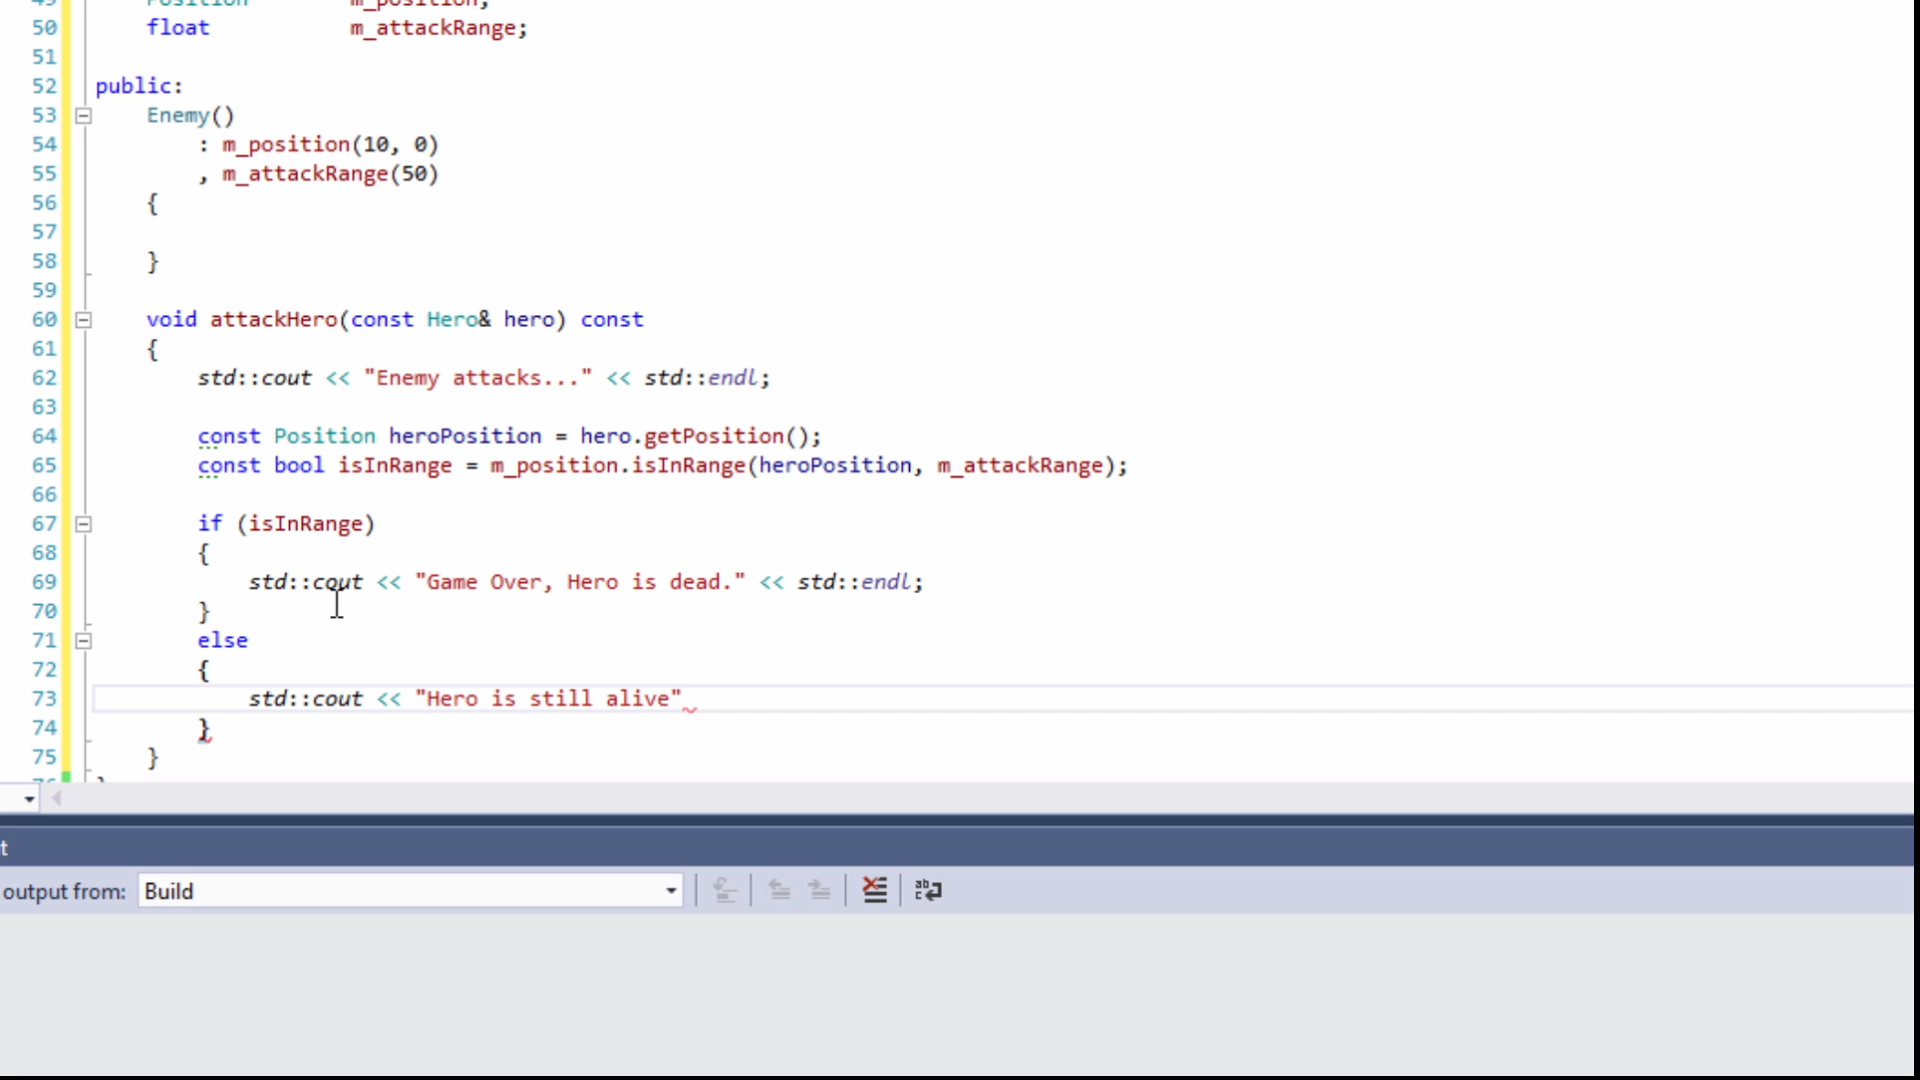 49 Position m_position;
50 float m_attackRange;
51
52 public:
53 Enemy()
54 : m_position(10, 0)
55 , m_attackRange(50)
56 {
57
58 }
59
60 void attackHero(const Hero& hero) const
61 {
62 std::cout << "Enemy attacks..." << std::endl;
63
64 const Position heroPosition = hero.getPosition();
65 const bool isInRange = m_position.isInRange(heroPosition, m_attackRange);
66
67 if (isInRange)
68 {
69 std::cout << "Game Over, Hero is dead." << std::endl;
70 }
71 else
72 {
73 std::cout << "Hero is still alive"
74 }
75 }
76
t
output from: Build